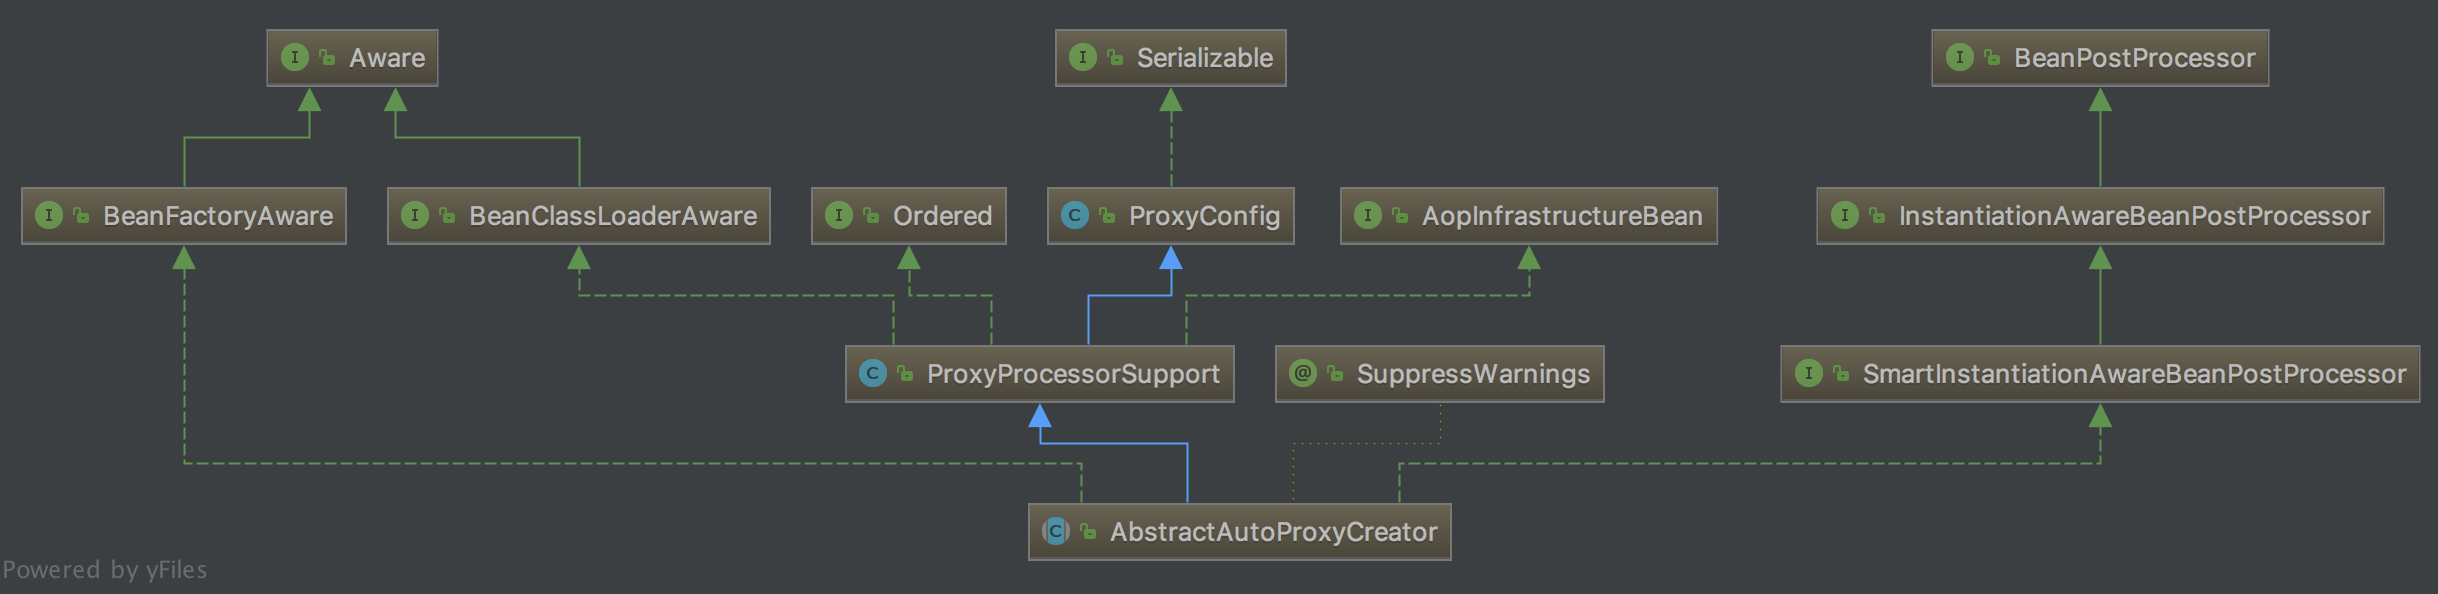 Aware
Serializable
BeanPostProcessor
BeanFactoryAware
BeanClassLoaderAware
Ordered
ProxyConfig
AopInfrastructureBean
InstantiationAwareBeanPostProcessor
ProxyProcessorSupport
SuppressWarnings
SmartInstantiationAwareBeanPostProcessor
AbstractAutoProxyCreator
Powered by yFiles